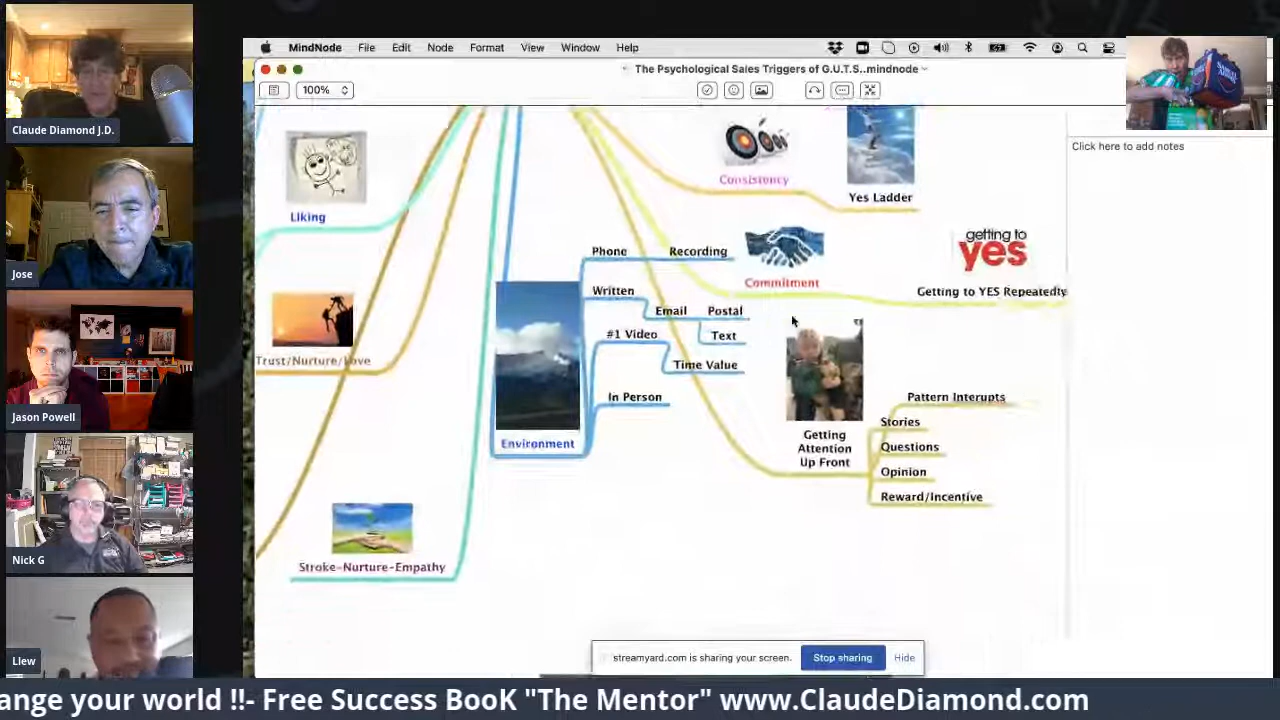 Claude Diamond J.D.
Jose
Jason Powell
Nick G
Llew
MindNode File Edit Node Format View Window Help
The Psychological Sales Triggers of G.U.T.S..mindnode
100%
Click here to add notes
Liking
Trust/Nurture/Love
Stroke-Nurture-Empathy
Environment
Phone
Recording
Written
Email
Postal
Text
#1 Video
Time Value
In Person
Consistency
Yes Ladder
Commitment
getting to
yes
Getting to YES Repeatedty
Getting
Attention
Up Front
Pattern Interupts
Stories
Questions
Opinion
Reward/Incentive
streamyard.com is sharing your screen. Stop sharing Hide
ange your world !!- Free Success BooK "The Mentor" www.ClaudeDiamond.com